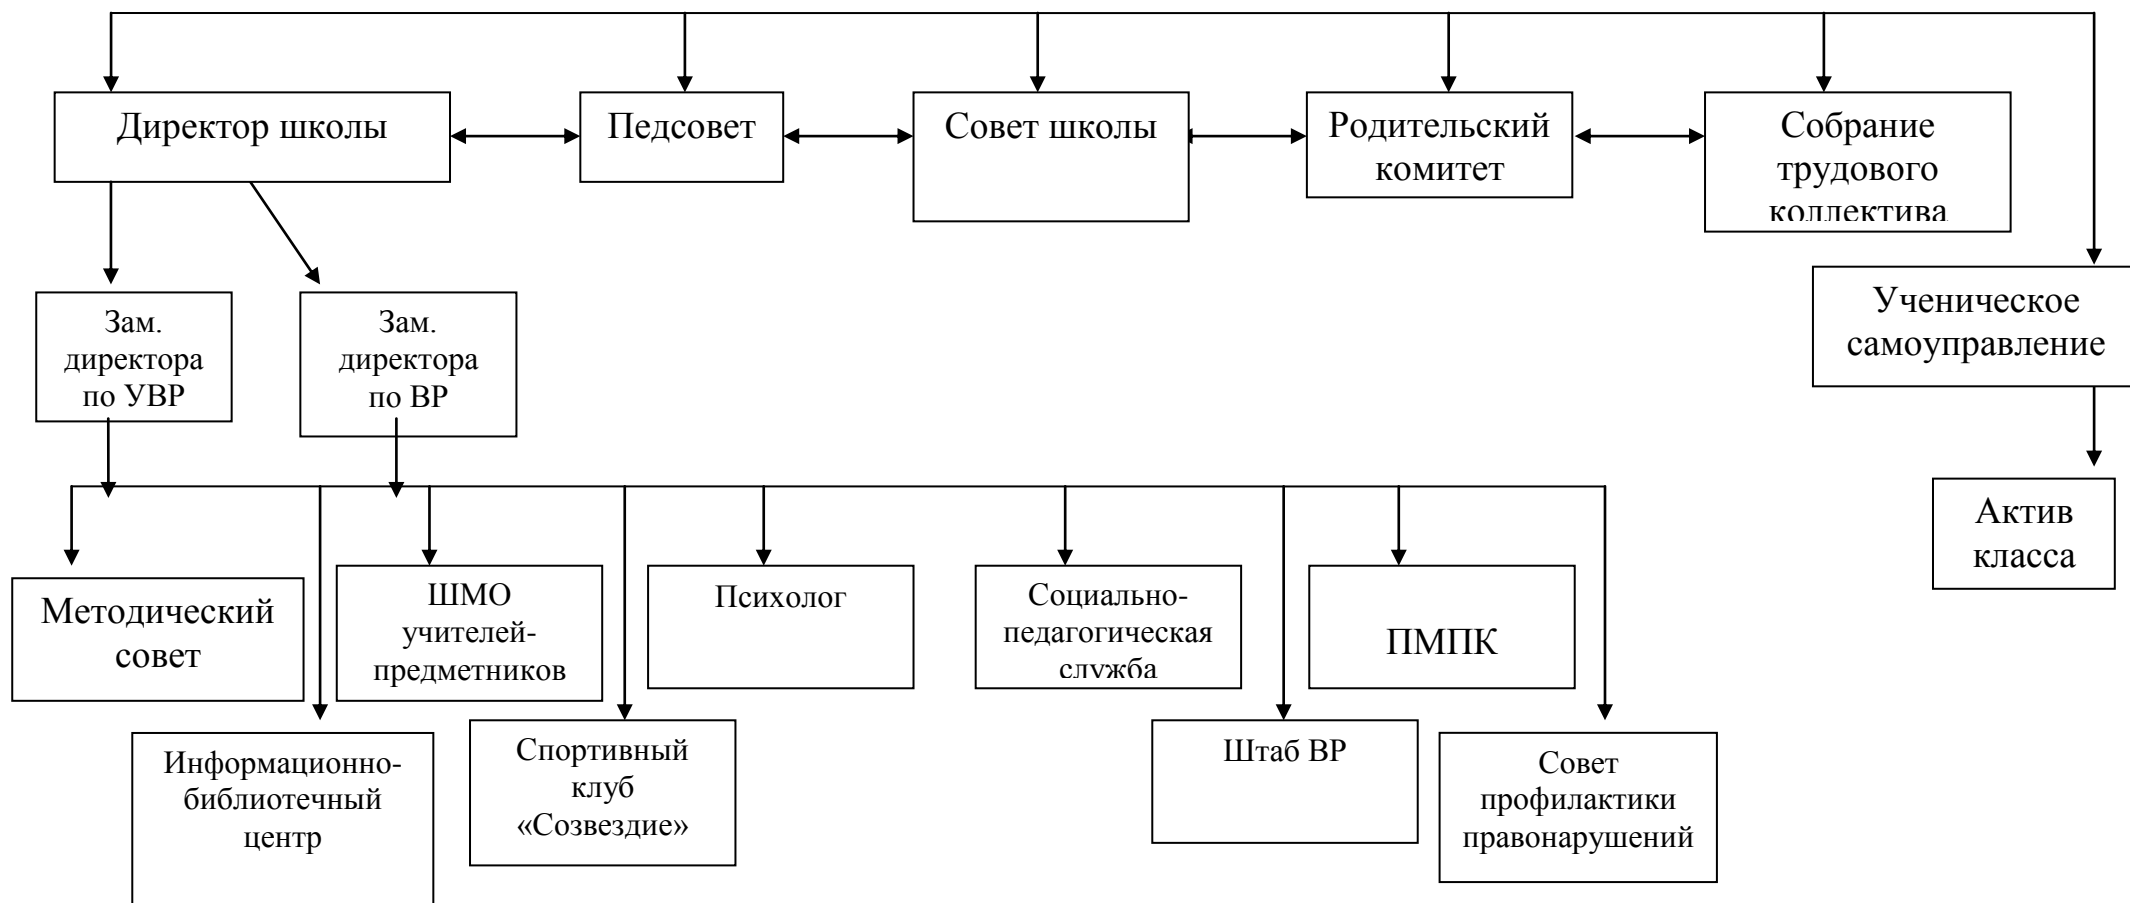 Директор школы
Педсовет
Совет школы
Родительский
комитет
Собрание
трудового
коллектива
Ученическое
самоуправление
Зам.
директора
по УВР
Зам.
директора
по ВР
Актив
класса
Методический
совет
ШМО
учителей-
предметников
Психолог
Социально-
педагогическая
служба
ПМПК
Информационно-
библиотечный
центр
Спортивный
клуб
«Созвездие»
Штаб ВР
Совет
профилактики
правонарушений